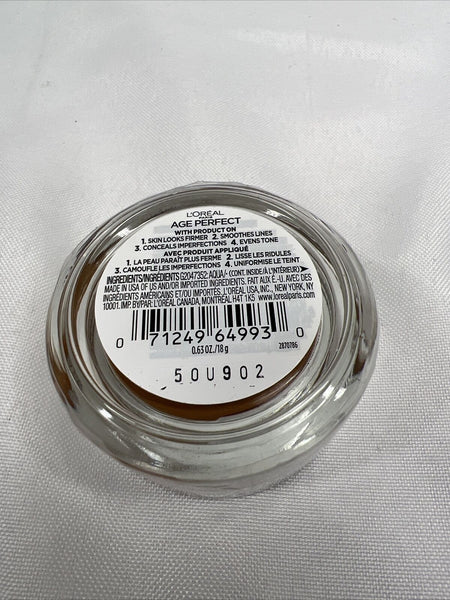 L'ORÉAL
PARIS
AGE PERFECT
WITH PRODUCT ON
1. SKIN LOOKS FIRMER 2. SMOOTHES LINES
3. CONCEALS IMPERFECTIONS 4. EVENS TONE
AVEC PRODUIT APPLIQUÉ
1. LA PEAU PARAÎT PLUS FERME 2. LISSE LES RIDULES
3. CAMOUFLE LES IMPERFECTIONS 4. UNIFORMISE LE TEINT
INGREDIENTS/INGRÉDIENTS G2047352: AQUA/- (CONT. INSIDE/À L'INTÉRIEUR)
MADE IN USA OF US AND/OR IMPORTED INGREDIENTS. FAIT AUX É.-U. AVEC DES
INGRÉDIENTS AMÉRICAINS ET/OU IMPORTÉS. L'ORÉAL USA, INC., NEW YORK, NY
10001. IMP. BY/PAR: L'ORÉAL CANADA, MONTRÉAL H4T 1K5 www.lorealparis.com
0 71249 64993 0
0.63 OZ./18 g 2870786
50U902